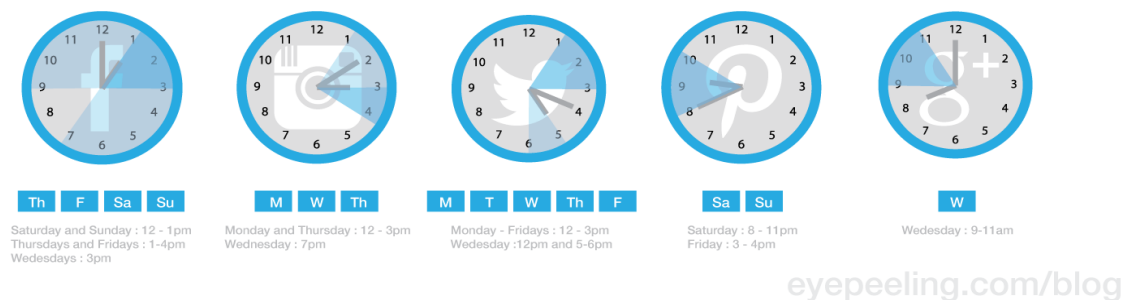 12 1 2 3 4 5 6 7 8 9 10 11
12 1 2 3 4 5 6 7 8 9 10 11
12 1 2 3 4 5 6 7 8 9 10 11
12 1 2 3 4 5 6 7 8 9 10 11
g+ 12 1 2 3 4 5 6 7 8 9 10 11
Th F Sa Su
Saturday and Sunday : 12 - 1pm
Thursdays and Fridays : 1-4pm
Wedesdays : 3pm
M W Th
Monday and Thursday : 12 - 3pm
Wednesday : 7pm
M T W Th F
Monday - Fridays : 12 - 3pm
Wedesday :12pm and 5-6pm
Sa Su
Saturday : 8 - 11pm
Friday : 3 - 4pm
W
Wedesday : 9-11am
eyepeeling.com/blog